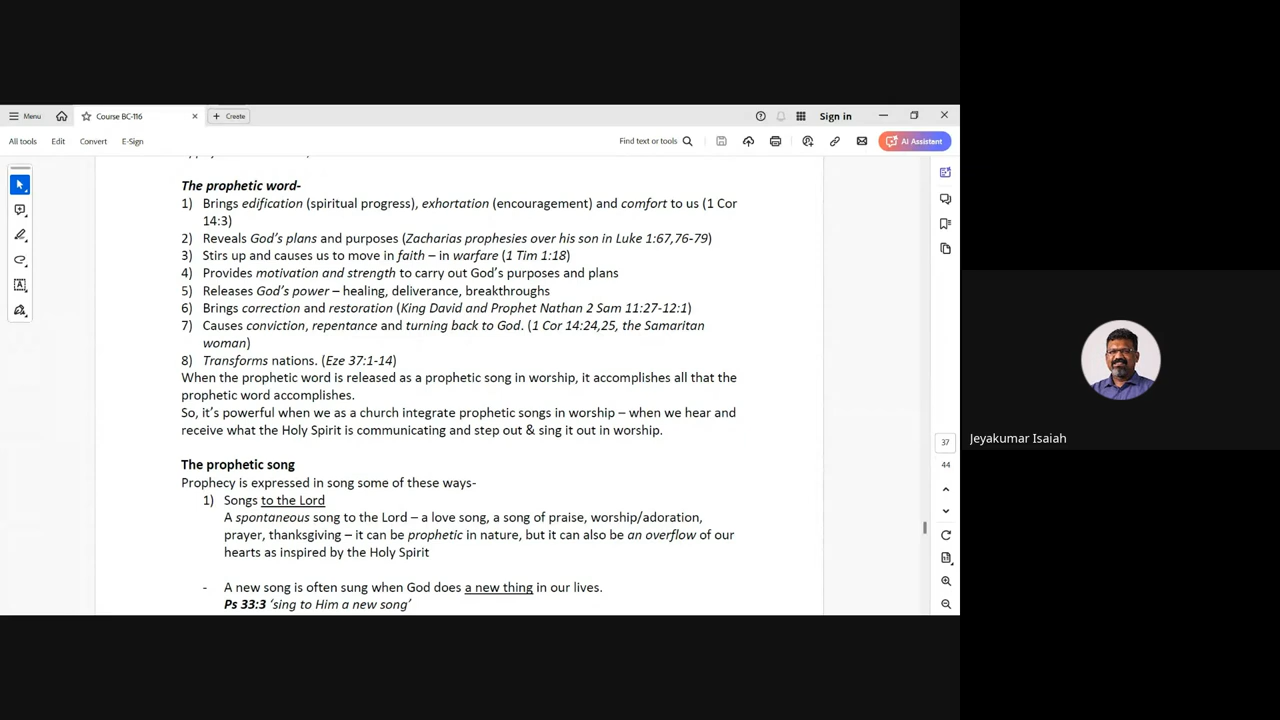 Menu
Course BC-116
Create
Sign in
All tools
Edit
Convert
E-Sign
Find text or tools
AI Assistant
The prophetic word-
1) Brings edification (spiritual progress), exhortation (encouragement) and comfort to us (1 Cor
14:3)
2) Reveals God's plans and purposes (Zacharias prophesies over his son in Luke 1:67,76-79)
3) Stirs up and causes us to move in faith – in warfare (1 Tim 1:18)
4) Provides motivation and strength to carry out God's purposes and plans
5) Releases God's power – healing, deliverance, breakthroughs
6) Brings correction and restoration (King David and Prophet Nathan 2 Sam 11:27-12:1)
7) Causes conviction, repentance and turning back to God. (1 Cor 14:24,25, the Samaritan
woman)
8) Transforms nations. (Eze 37:1-14)
When the prophetic word is released as a prophetic song in worship, it accomplishes all that the
prophetic word accomplishes.
So, it's powerful when we as a church integrate prophetic songs in worship – when we hear and
receive what the Holy Spirit is communicating and step out & sing it out in worship.
The prophetic song
Prophecy is expressed in song some of these ways-
1) Songs to the Lord
A spontaneous song to the Lord – a love song, a song of praise, worship/adoration,
prayer, thanksgiving – it can be prophetic in nature, but it can also be an overflow of our
hearts as inspired by the Holy Spirit
- A new song is often sung when God does a new thing in our lives.
Ps 33:3 'sing to Him a new song'
37
44
Jeyakumar Isaiah